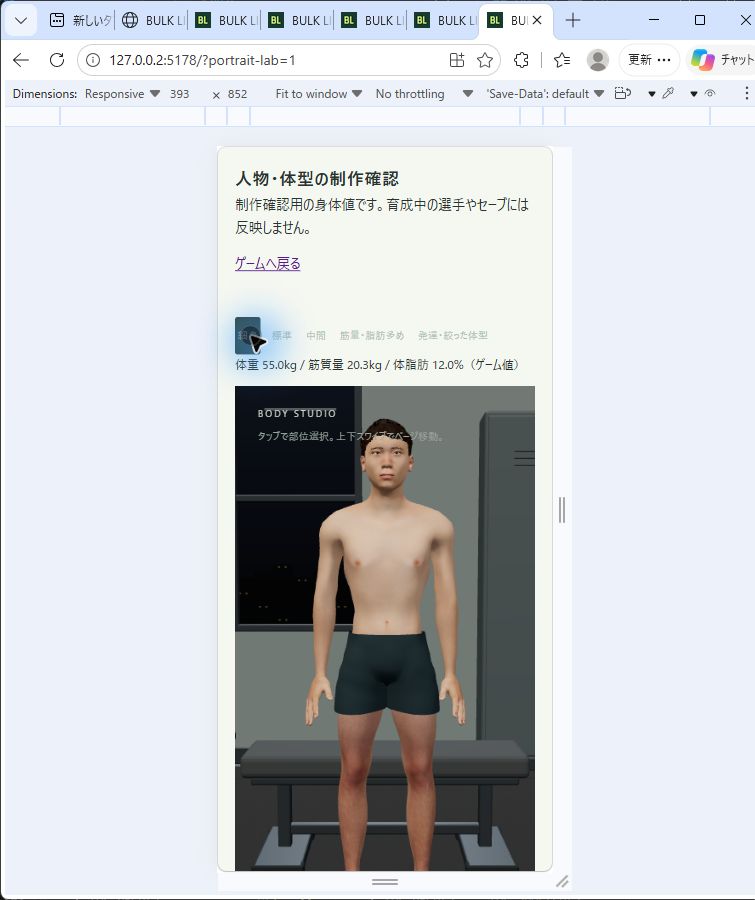 新しいタ
BULK LI
BULK LI
BULK LI
BULK LI
BULK LI
BUL
127.0.0.2:5178/?portrait-lab=1
更新
チャット
Dimensions: Responsive 393 x 852 Fit to window No throttling 'Save-Data': default
人物・体型の制作確認
制作確認用の身体値です。育成中の選手やセーブには
反映しません。
ゲームへ戻る
標準 中間 筋量・脂肪多め 発達・絞った体型
体重 55.0kg / 筋質量 20.3kg / 体脂肪 12.0%（ゲーム値）
BODY STUDIO
タップで部位選択。上下スワイプでページ移動。